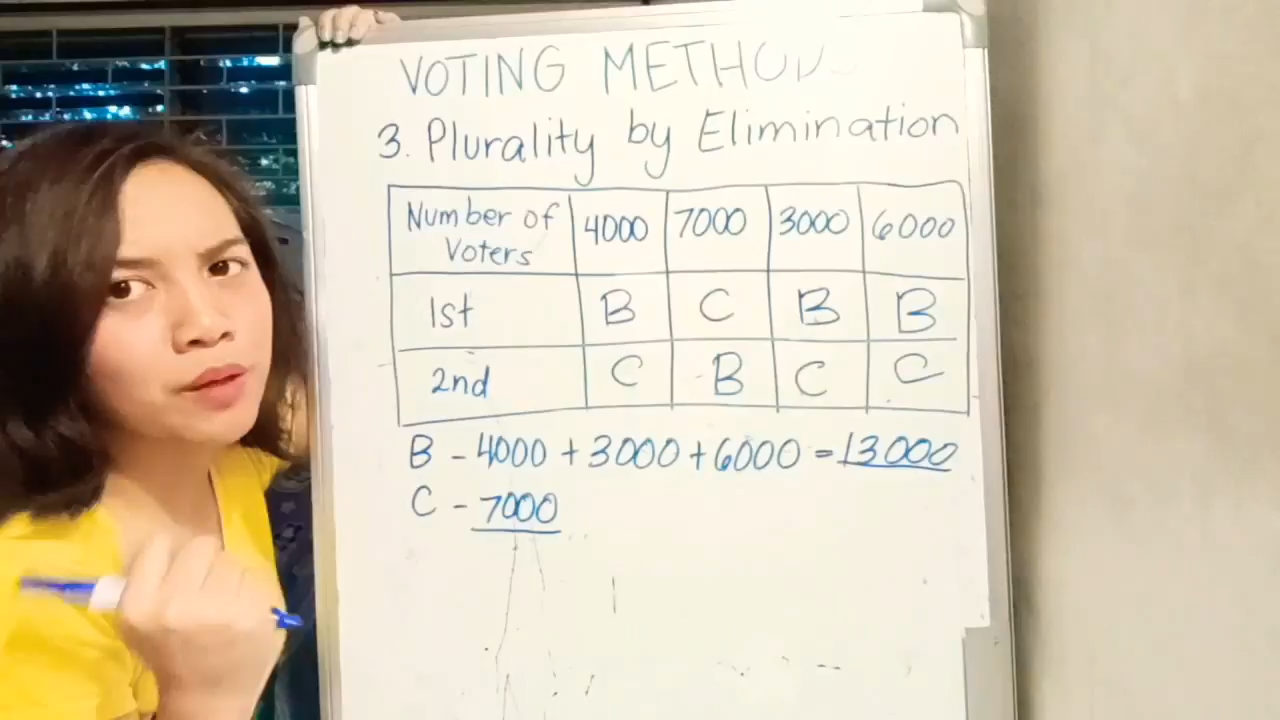 VOTING METHODS
3. Plurality by Elimination
Number of Voters 4000 7000 3000 6000
1st B C B B
2nd C B C C
B - 4000 + 3000 + 6000 = 13000
C - 7000